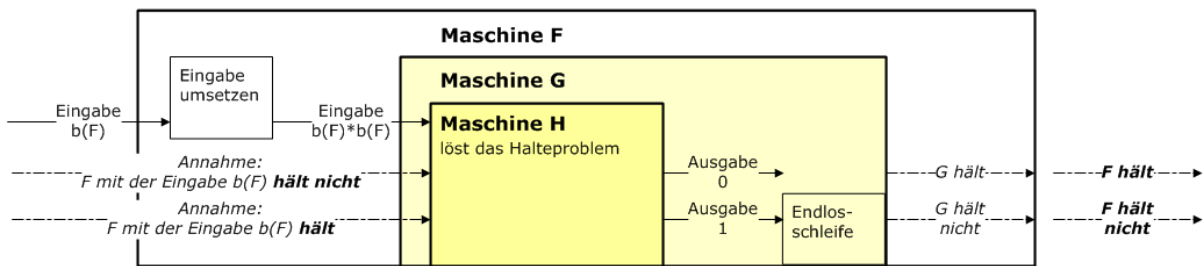 Maschine F
Maschine G
Maschine H
löst das Halteproblem
Eingabe
umsetzen
Eingabe
b(F)
Eingabe
b(F)*b(F)
Annahme:
F mit der Eingabe b(F) hält nicht
Ausgabe
0
G hält
F hält
Annahme:
F mit der Eingabe b(F) hält
Ausgabe
1
Endlos-
schleife
G hält
nicht
F hält
nicht